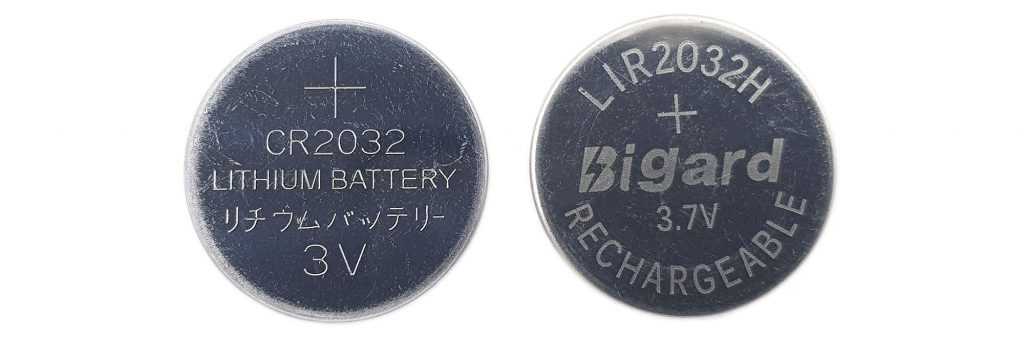 +
CR2032
LITHIUM BATTERY
リチウムバッテリー
3V
LIR2032H
+
Bigard
3.7V
RECHARGEABLE